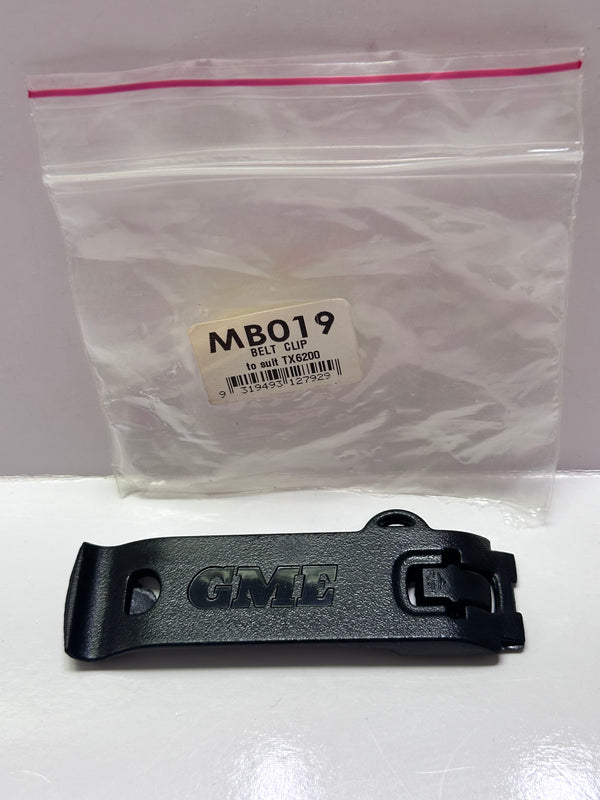 MB019
BELT CLIP
to suit TX6200
9 319493 127929
GME